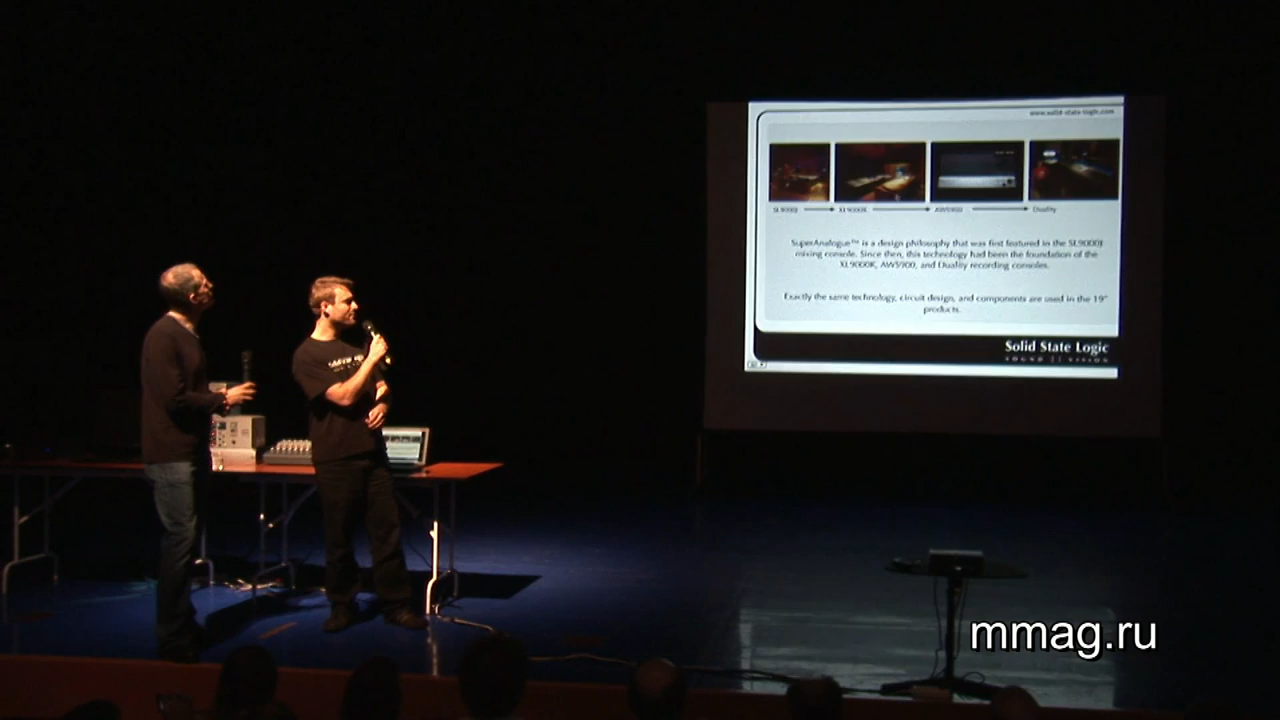 www.solid-state-logic.com
SL9000J XL9000K AWS900 Duality
SuperAnalogue™ is a design philosophy that was first featured in the SL9000J
mixing console. Since then, this technology had been the foundation of the
XL9000K, AWS900, and Duality recording consoles.
Exactly the same technology, circuit design, and components are used in the 19"
products.
Solid State Logic
SOUND || VISION
mmag.ru